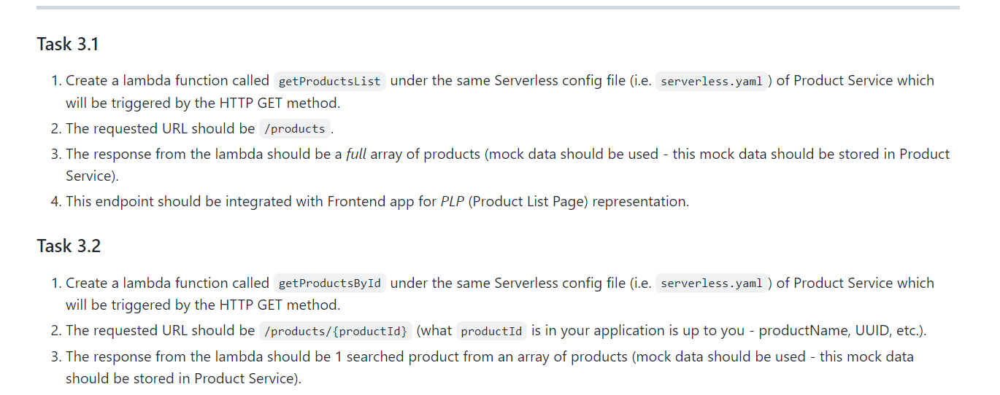 Task 3.1
1. Create a lambda function called getProductsList under the same Serverless config file (i.e. serverless.yaml ) of Product Service which
will be triggered by the HTTP GET method.
2. The requested URL should be /products .
3. The response from the lambda should be a full array of products (mock data should be used - this mock data should be stored in Product
Service).
4. This endpoint should be integrated with Frontend app for PLP (Product List Page) representation.
Task 3.2
1. Create a lambda function called getProductsById under the same Serverless config file (i.e. serverless.yaml ) of Product Service which
will be triggered by the HTTP GET method.
2. The requested URL should be /products/{productId} (what productId is in your application is up to you - productName, UUID, etc.).
3. The response from the lambda should be 1 searched product from an array of products (mock data should be used - this mock data
should be stored in Product Service).